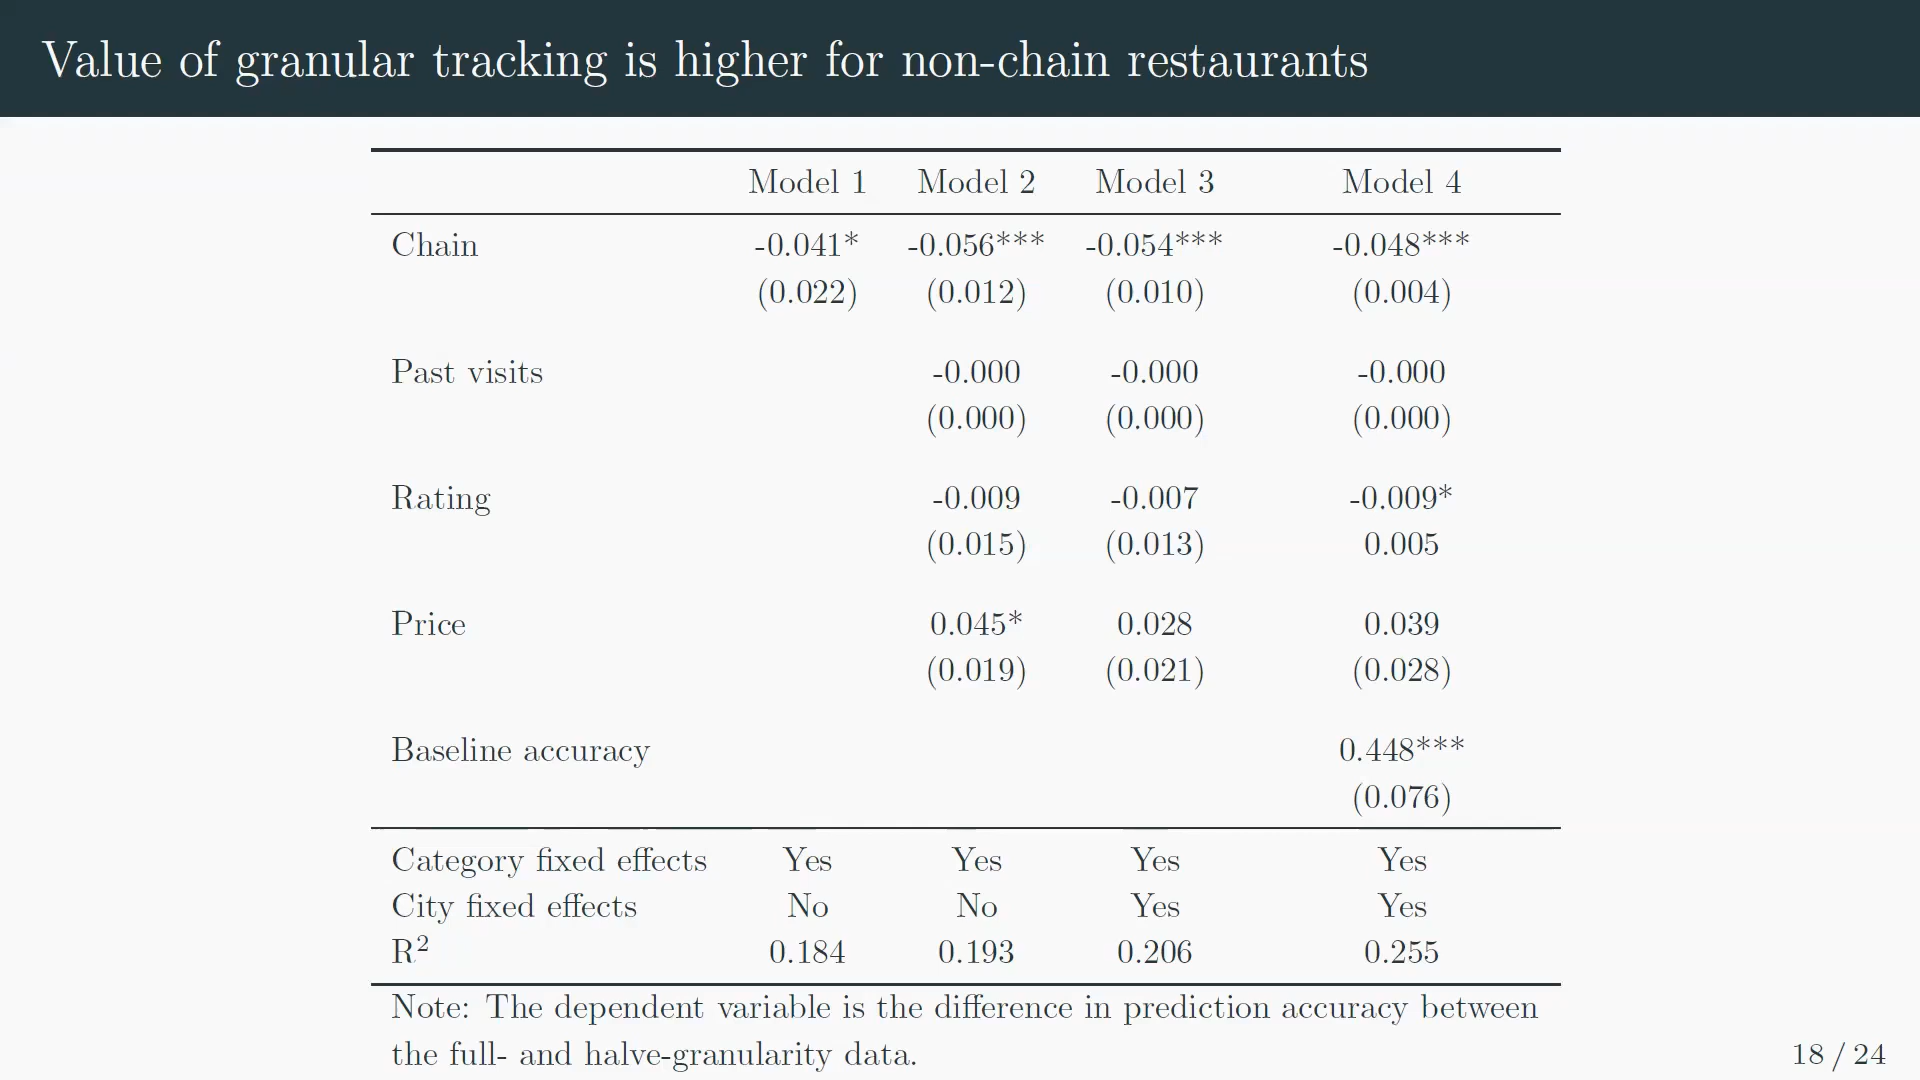 Value of granular tracking is higher for non-chain restaurants
Model 1 Model 2 Model 3 Model 4
Chain -0.041* -0.056*** -0.054*** -0.048***
(0.022) (0.012) (0.010) (0.004)
Past visits -0.000 -0.000 -0.000
(0.000) (0.000) (0.000)
Rating -0.009 -0.007 -0.009*
(0.015) (0.013) 0.005
Price 0.045* 0.028 0.039
(0.019) (0.021) (0.028)
Baseline accuracy 0.448***
(0.076)
Category fixed effects Yes Yes Yes Yes
City fixed effects No No Yes Yes
R² 0.184 0.193 0.206 0.255
Note: The dependent variable is the difference in prediction accuracy between
the full- and halve-granularity data.
18 / 24